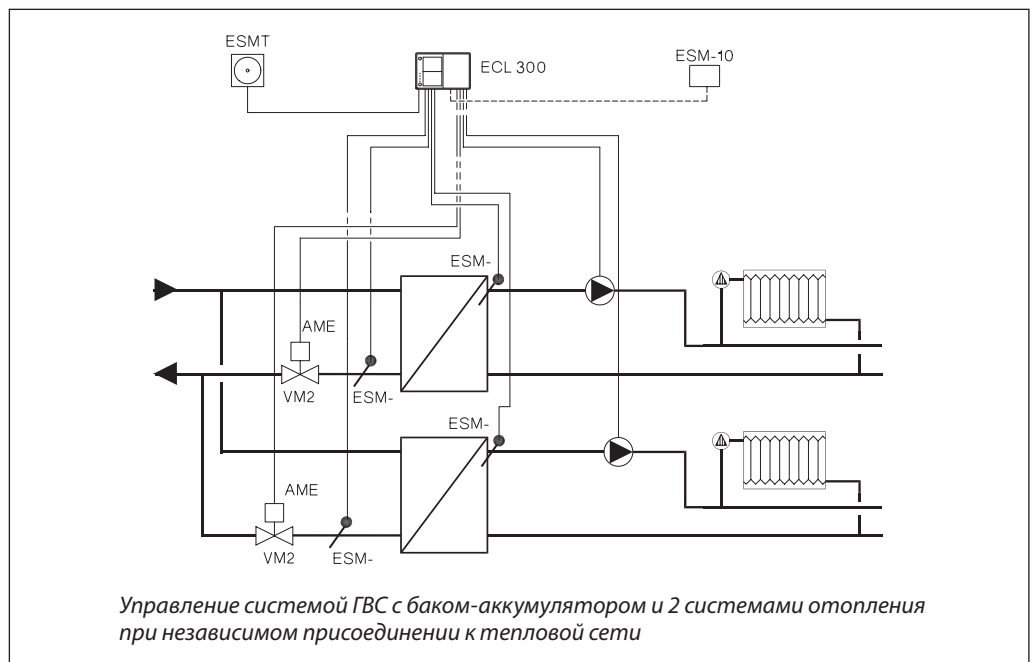 ESMT
ECL 300
ESM-10
ESM-
AME
VM2
ESM-
ESM-
AME
VM2
ESM-
Управление системой ГВС с баком-аккумулятором и 2 системами отопления
при независимом присоединении к тепловой сети